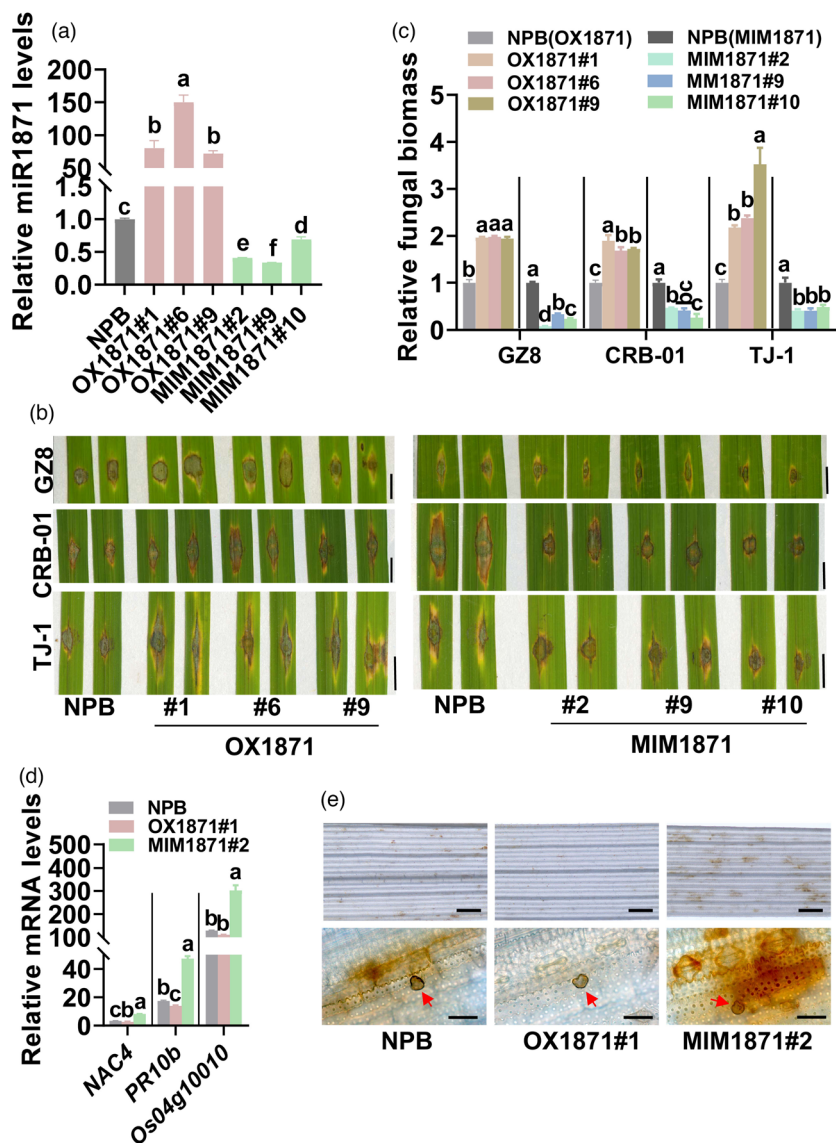 (a)
Relative miR1871 levels
200
150
100
50
1.5
1.0
0.5
0.0
c
b
a
b
e
f
d
NPB
OX1871#1
OX1871#6
OX1871#9
MIM1871#2
MIM1871#9
MIM1871#10
(c)
NPB(OX1871)
OX1871#1
OX1871#6
OX1871#9
NPB(MIM1871)
MIM1871#2
MM1871#9
MIM1871#10
Relative fungal biomass
5
4
3
2
1
0
b a a a
a d b c
c a b b
a b bc c
c b b a
a b b b
GZ8
CRB-01
TJ-1
(b)
GZ8
CRB-01
TJ-1
NPB #1 #6 #9
OX1871
NPB #2 #9 #10
MIM1871
(d)
NPB
OX1871#1
MIM1871#2
Relative mRNA levels
500
400
300
200
100
60
40
20
0
c b a
b c a
b b a
NAC4
PR10b
Os04g10010
(e)
NPB
OX1871#1
MIM1871#2